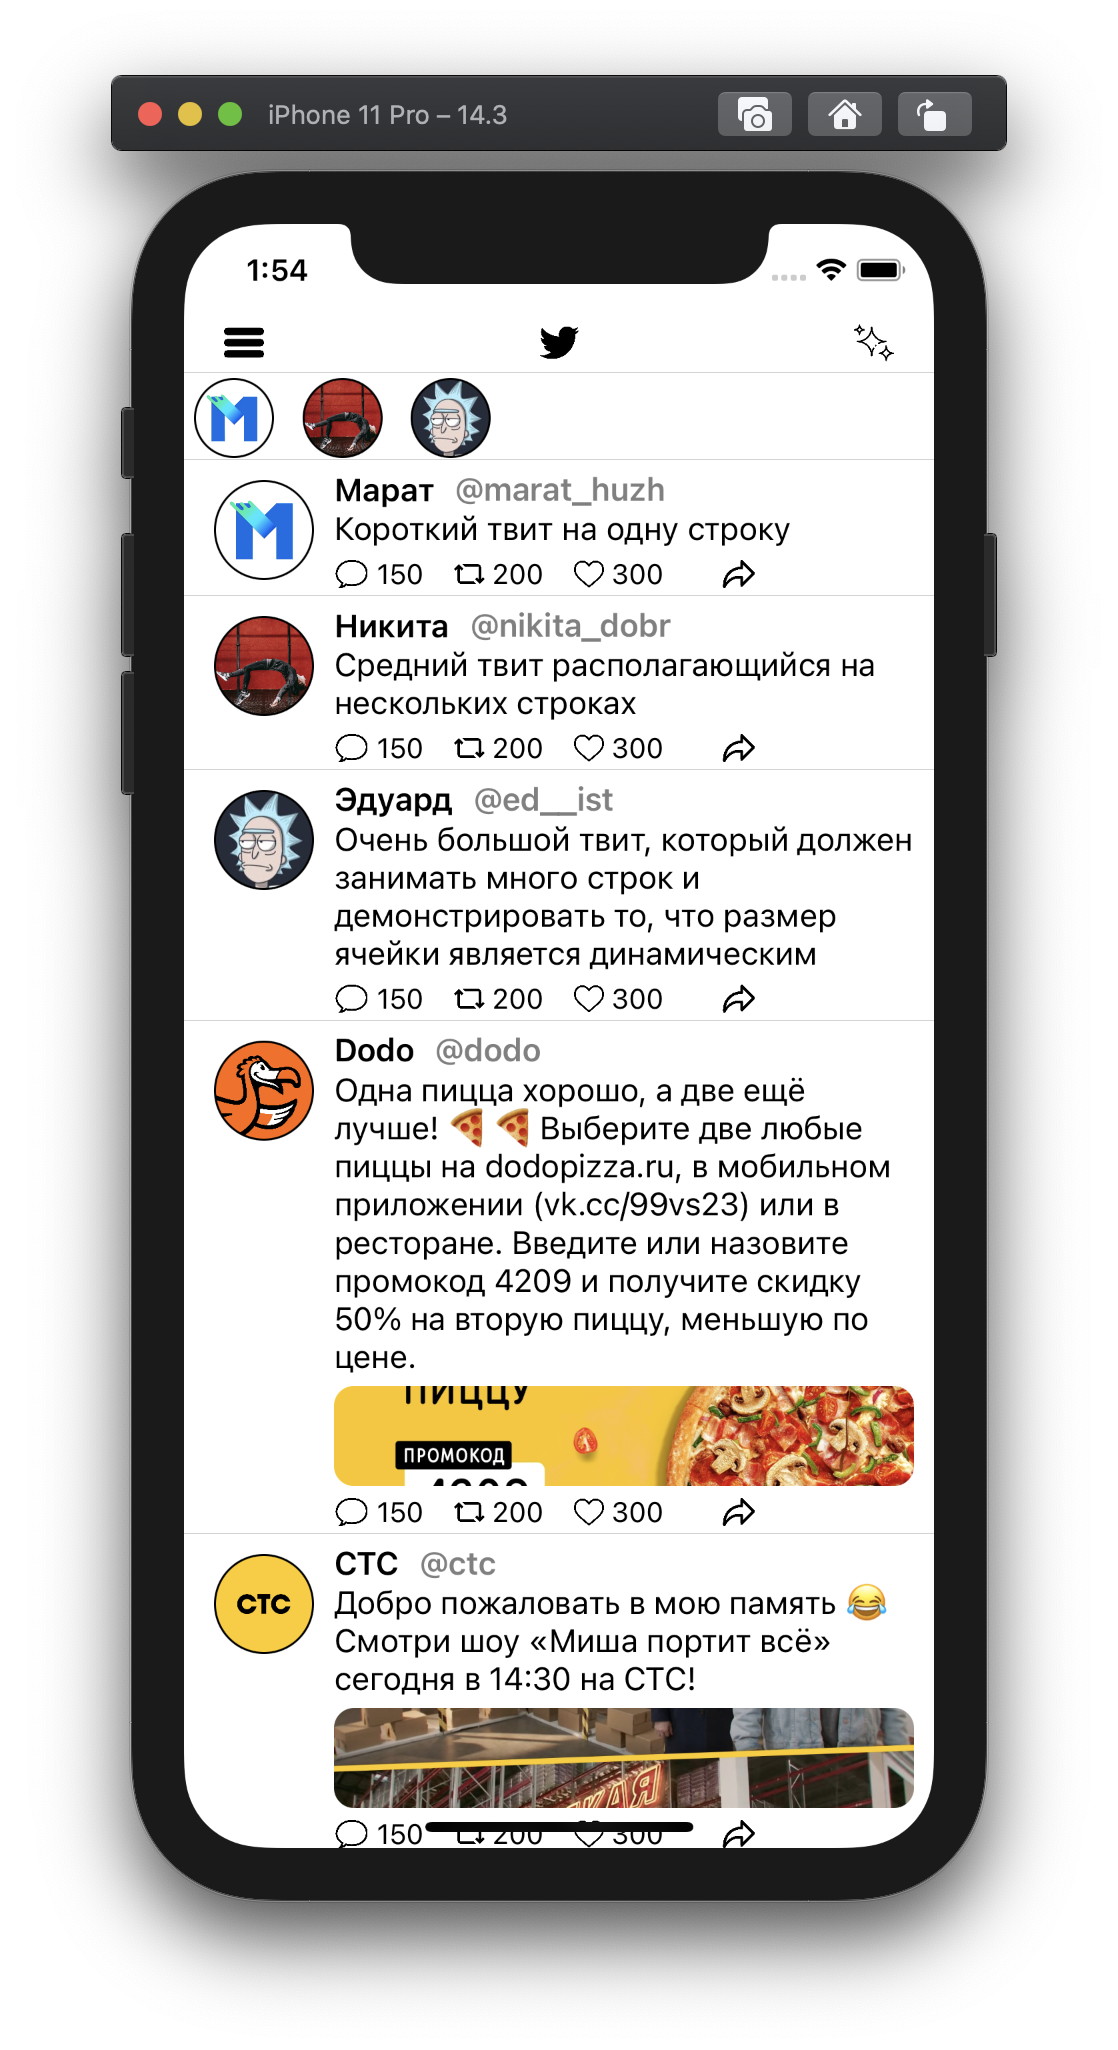 iPhone 11 Pro – 14.3
1:54
Марат @marat_huzh
Короткий твит на одну строку
150 200 300
Никита @nikita_dobr
Средний твит располагающийся на
нескольких строках
150 200 300
Эдуард @ed__ist
Очень большой твит, который должен
занимать много строк и
демонстрировать то, что размер
ячейки является динамическим
150 200 300
Dodo @dodo
Одна пицца хорошо, а две ещё
лучше! 🍕 🍕 Выберите две любые
пиццы на dodopizza.ru, в мобильном
приложении (vk.cc/99vs23) или в
ресторане. Введите или назовите
промокод 4209 и получите скидку
50% на вторую пиццу, меньшую по
цене.
ПИЦЦУ
ПРОМОКОД
4209
150 200 300
СТС
СТС @ctc
Добро пожаловать в мою память 😂
Смотри шоу «Миша портит всё»
сегодня в 14:30 на СТС!
150 200 300